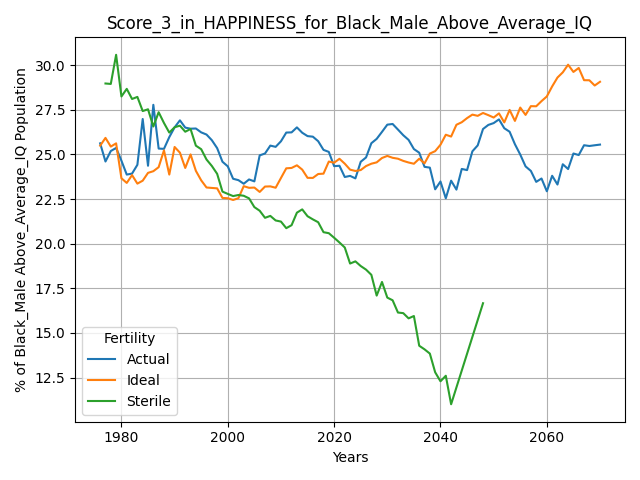 Score_3_in_HAPPINESS_for_Black_Male_Above_Average_IQ
% of Black_Male Above_Average_IQ Population
30.0
27.5
25.0
22.5
20.0
17.5
15.0
12.5
Fertility
Actual
Ideal
Sterile
1980 2000 2020 2040 2060
Years